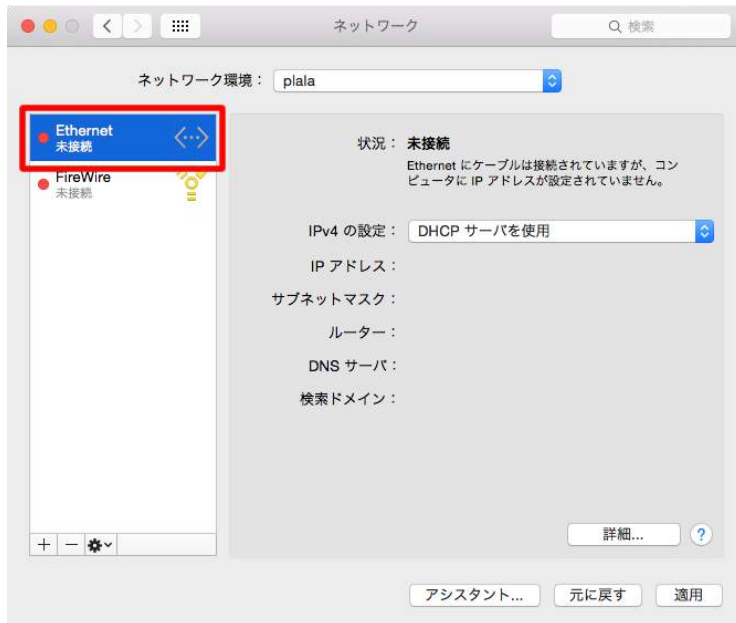 ネットワーク
検索
ネットワーク環境： plala
Ethernet
未接続
FireWire
未接続
状況： 未接続
Ethernet にケーブルは接続されていますが、コン
ピュータに IP アドレスが設定されていません。
IPv4 の設定： DHCP サーバを使用
IP アドレス：
サブネットマスク：
ルーター：
DNS サーバ：
検索ドメイン：
詳細... ?
アシスタント... 元に戻す 適用